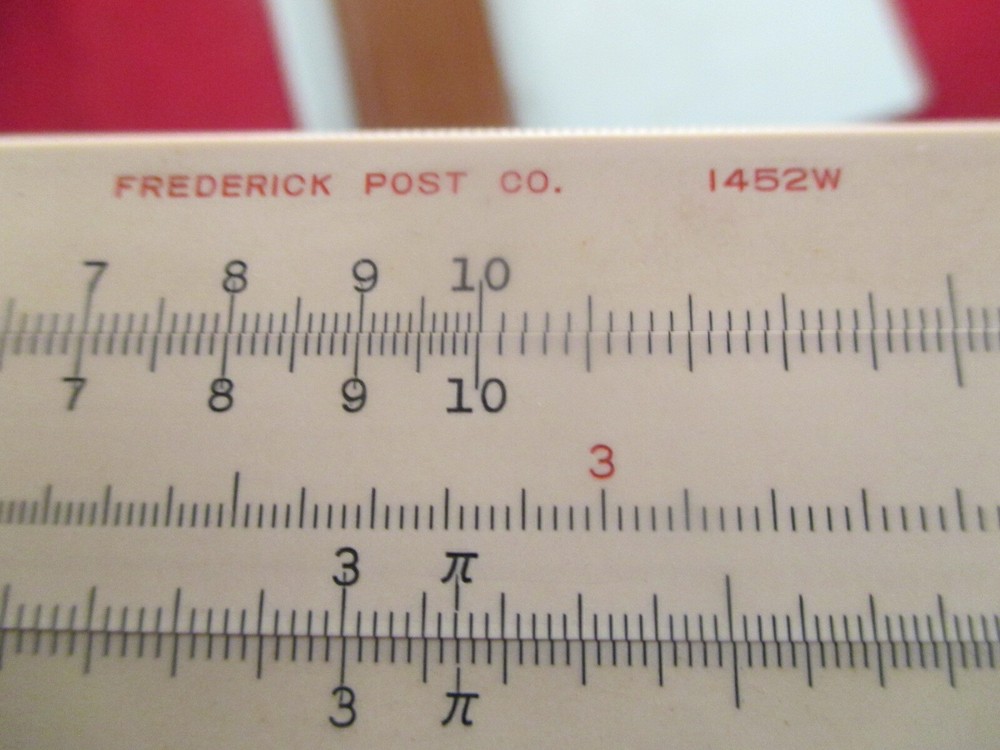 FREDERICK POST CO. 1452W
7 8 9 10
7 8 9 10
3
3 π
3 π